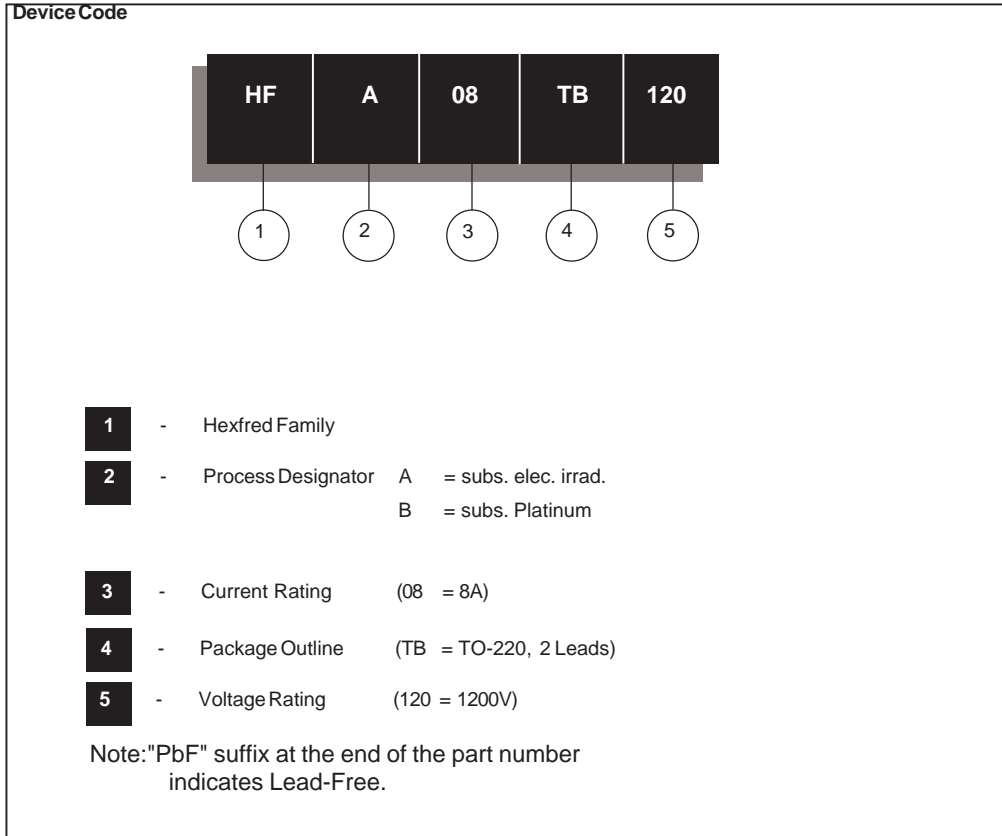 Device Code
HF A 08 TB 120
1 2 3 4 5
1 - Hexfred Family
2 - Process Designator A = subs. elec. irrad.
B = subs. Platinum
3 - Current Rating (08 = 8A)
4 - Package Outline (TB = TO-220, 2 Leads)
5 - Voltage Rating (120 = 1200V)
Note:"PbF" suffix at the end of the part number
indicates Lead-Free.